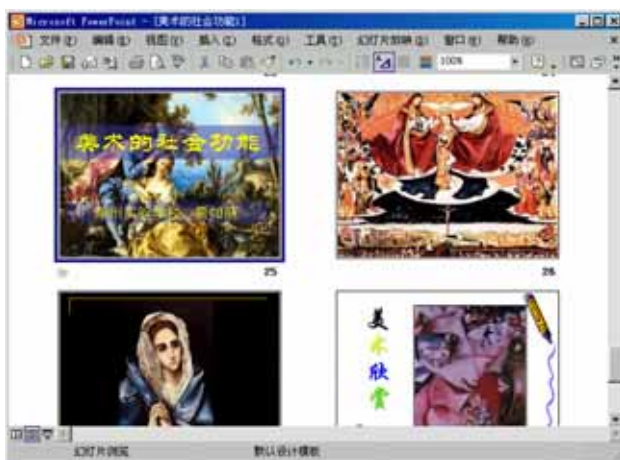 Microsoft PowerPoint - [美术的社会功能1]
文件(F) 编辑(E) 视图(V) 插入(I) 格式(O) 工具(T) 幻灯片放映(D) 窗口(W) 帮助(H)
100%
美术的社会功能
25
26
美
术
欣
赏
幻灯片浏览 默认设计模板